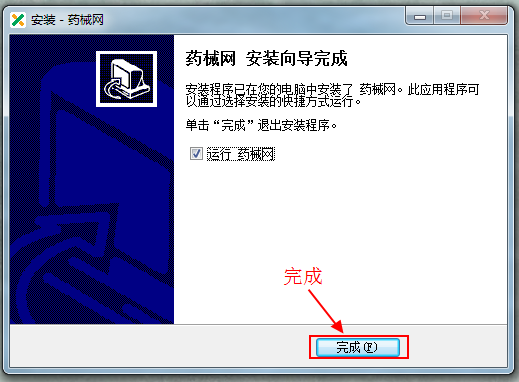 安装 - 药械网
药械网 安装向导完成
安装程序已在您的电脑中安装了 药械网。此应用程序可
以通过选择安装的快捷方式运行。
单击“完成”退出安装程序。
运行 药械网
完成
完成(F)